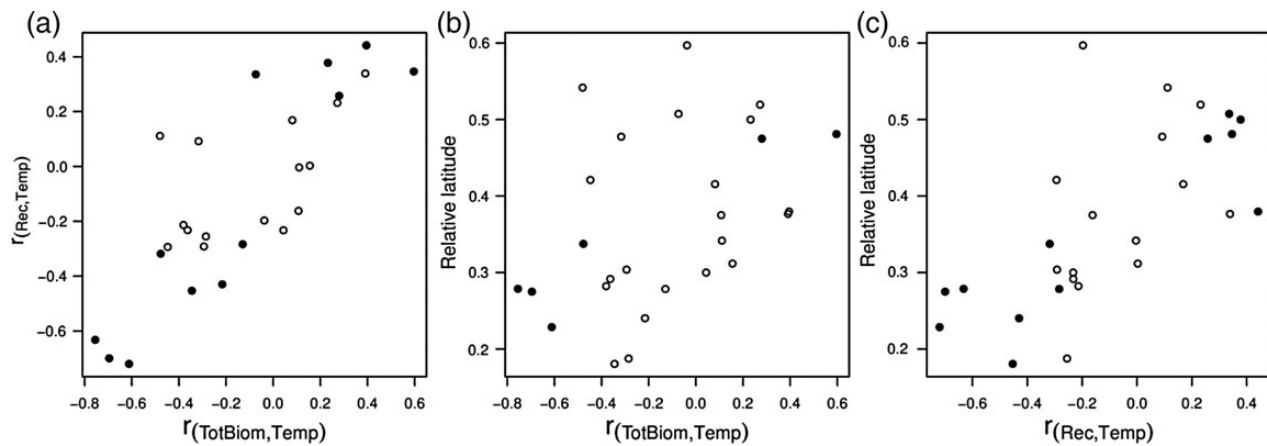 (a)
0.4
0.2
0.0
−0.2
−0.4
−0.6
r(Rec,Temp)
−0.8 −0.6 −0.4 −0.2 0.0 0.2 0.4 0.6
r(TotBiom,Temp)
(b)
0.6
0.5
0.4
0.3
0.2
Relative latitude
−0.8 −0.6 −0.4 −0.2 0.0 0.2 0.4 0.6
r(TotBiom,Temp)
(c)
0.6
0.5
0.4
0.3
0.2
Relative latitude
−0.6 −0.4 −0.2 0.0 0.2 0.4
r(Rec,Temp)